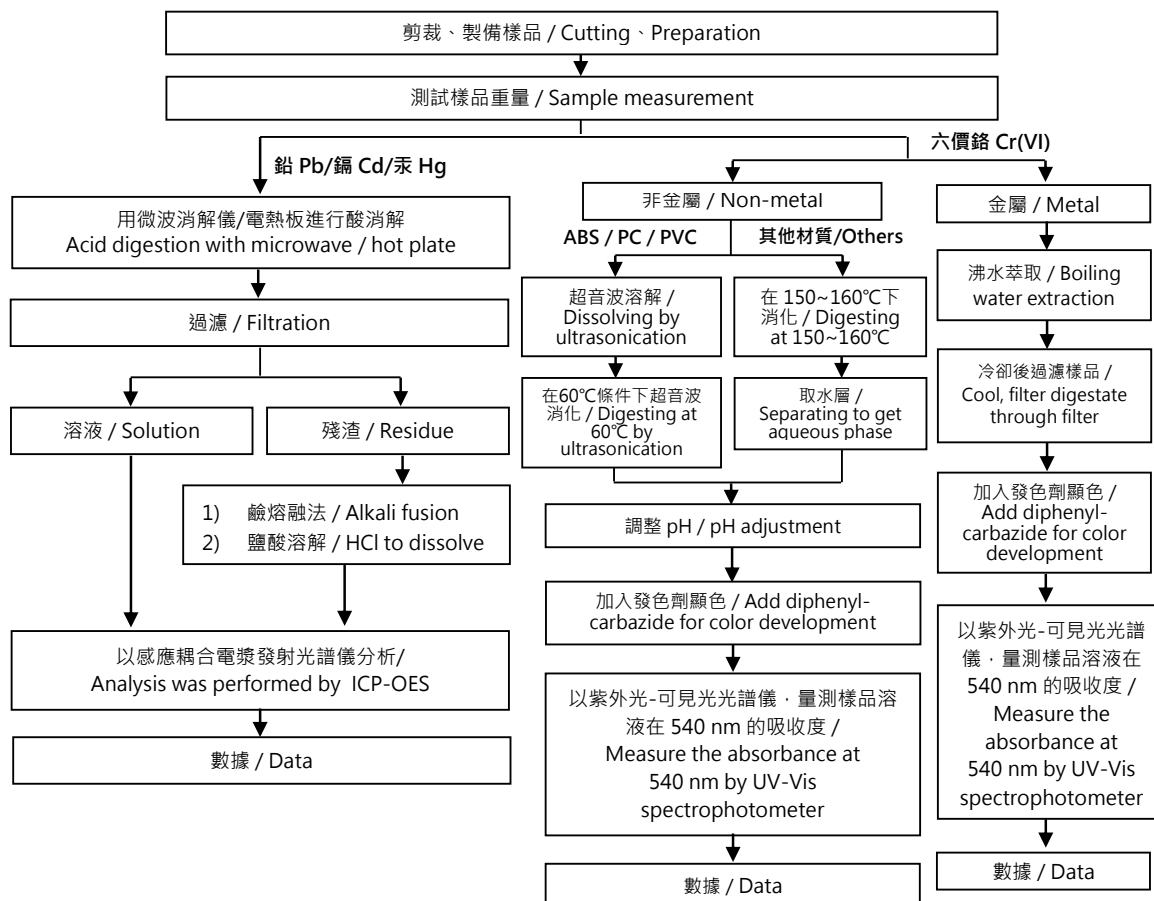 剪裁、製備樣品 / Cutting、Preparation
測試樣品重量 / Sample measurement
鉛 Pb/鎘 Cd/汞 Hg
用微波消解儀/電熱板進行酸消解
Acid digestion with microwave / hot plate
過濾 / Filtration
溶液 / Solution
殘渣 / Residue
1) 鹼熔融法 / Alkali fusion
2) 鹽酸溶解 / HCl to dissolve
以感應耦合電漿發射光譜儀分析/
Analysis was performed by ICP-OES
數據 / Data
六價鉻 Cr(VI)
非金屬 / Non-metal
ABS / PC / PVC
超音波溶解 /
Dissolving by
ultrasonication
在60℃條件下超音波
消化 / Digesting at
60℃ by
ultrasonication
其他材質/Others
在 150~160℃下
消化 / Digesting
at 150~160℃
取水層 /
Separating to get
aqueous phase
調整 pH / pH adjustment
加入發色劑顯色 / Add diphenyl-
carbazide for color development
以紫外光-可見光光譜儀，量測樣品溶
液在 540 nm 的吸收度 /
Measure the absorbance at
540 nm by UV-Vis
spectrophotometer
數據 / Data
金屬 / Metal
沸水萃取 / Boiling
water extraction
冷卻後過濾樣品 /
Cool, filter digestate
through filter
加入發色劑顯色 /
Add diphenyl-
carbazide for color
development
以紫外光-可見光光譜
儀，量測樣品溶液在
540 nm 的吸收度 /
Measure the
absorbance at
540 nm by UV-Vis
spectrophotometer
數據 / Data